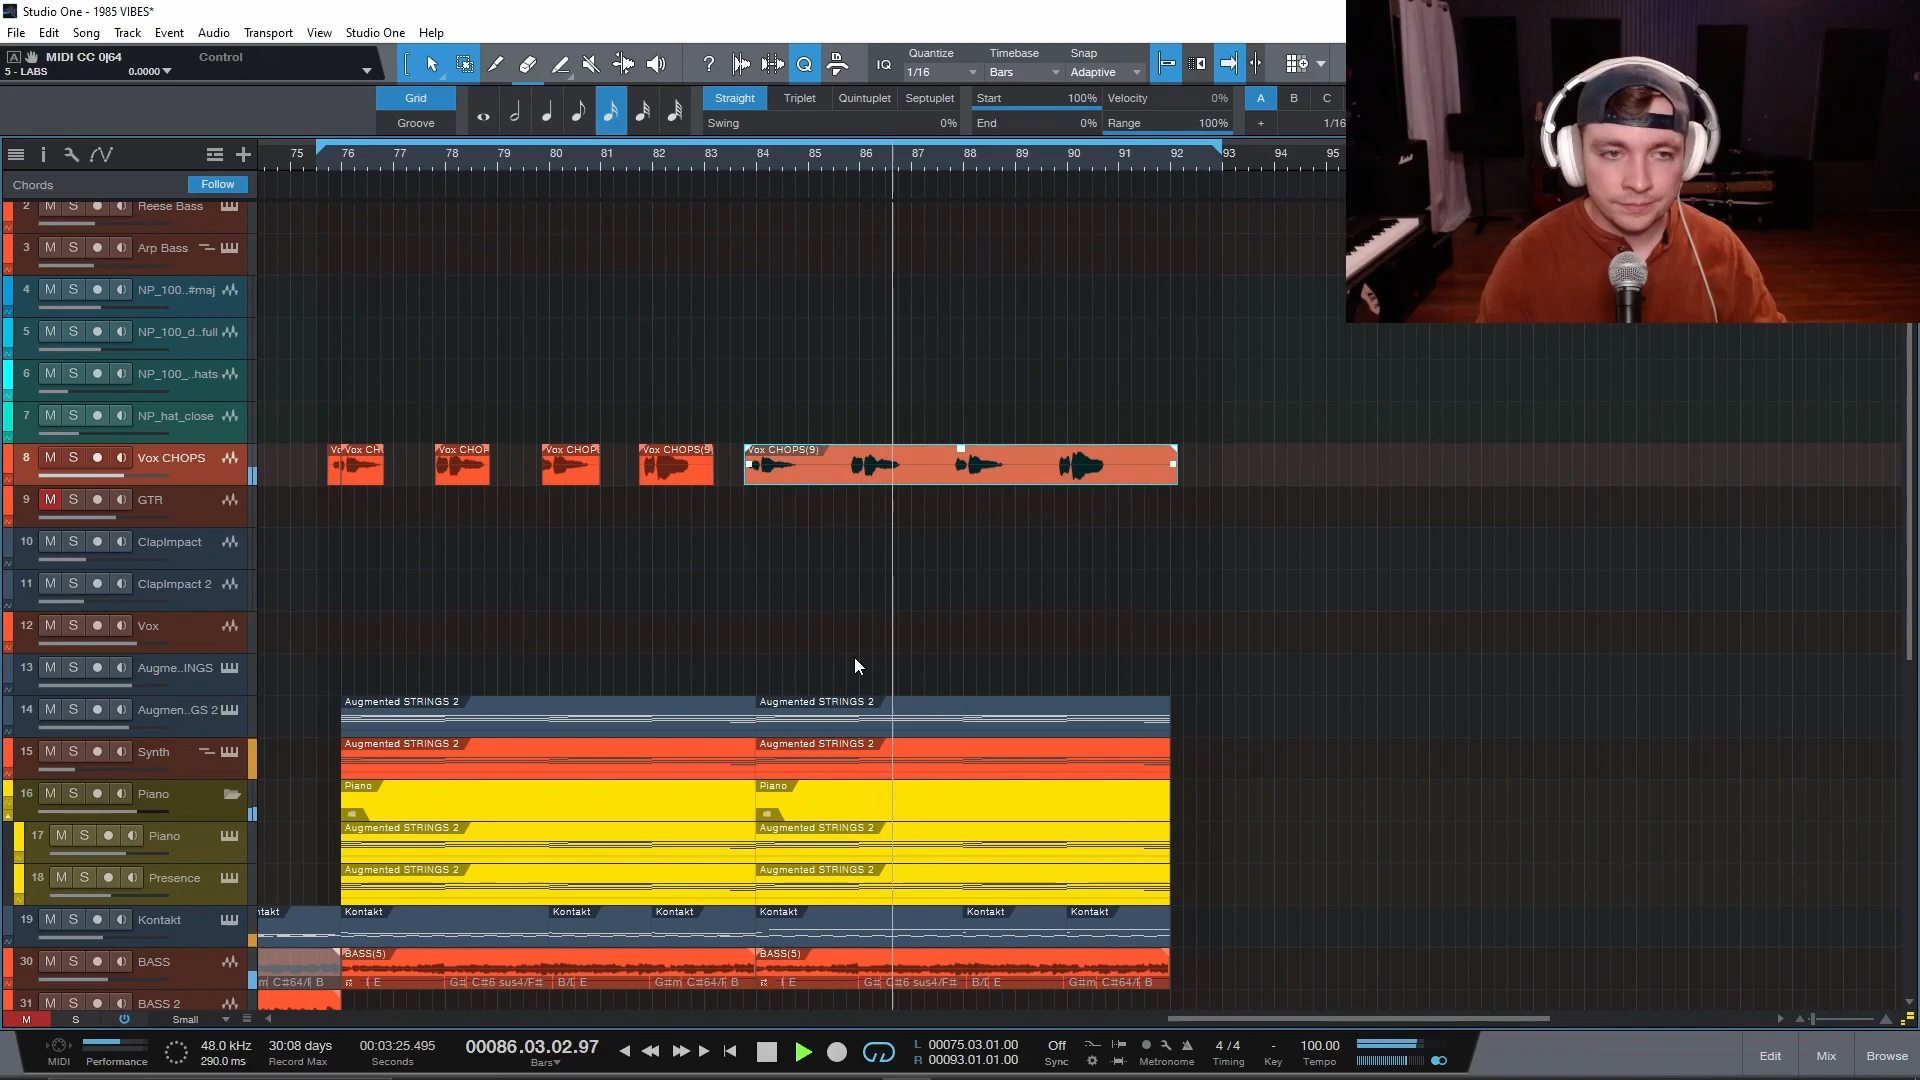 Studio One - 1985 VIBES*
File Edit Song Track Event Audio Transport View Studio One Help
A MIDI CC 0|64 Control
5 - LABS 0.0000
? Q IQ
Quantize Timebase Snap
1/16 Bars Adaptive
Grid Straight Triplet Quintuplet Septuplet Start 100% Velocity 0% A B C
Groove Swing 0% End 0% Range 100% + 1/16
75 76 77 78 79 80 81 82 83 84 85 86 87 88 89 90 91 92 93 94 95
Chords Follow
2 M S Reese Bass
3 M S Arp Bass
4 M S NP_100..#maj
5 M S NP_100_d..full
6 M S NP_100_..hats
7 M S NP_hat_close
8 M S Vox CHOPS
Vox CHOPS(5) Vox CHOPS(9)
9 M S GTR
10 M S ClapImpact
11 M S ClapImpact 2
12 M S Vox
13 M S Augme..INGS
14 M S Augmen..GS 2
Augmented STRINGS 2 Augmented STRINGS 2
15 M S Synth
Augmented STRINGS 2 Augmented STRINGS 2
16 M S Piano
Piano Piano
17 M S Piano
Augmented STRINGS 2 Augmented STRINGS 2
18 M S Presence
Augmented STRINGS 2 Augmented STRINGS 2
19 M S Kontakt
Kontakt Kontakt Kontakt Kontakt Kontakt Kontakt
30 M S BASS
BASS(5) BASS(5)
E C#6 sus4/F# E G#m B E C#6 sus4/F# E G#m B
31 M S BASS 2
M S Small
MIDI Performance
48.0 kHz
290.0 ms
30:08 days
Record Max
00:03:25.495
Seconds
00086.03.02.97
Bars
L 00075.03.01.00
R 00093.01.01.00
Off
Sync
Metronome
4 / 4
Timing
-
Key
100.00
Tempo
Edit Mix Browse